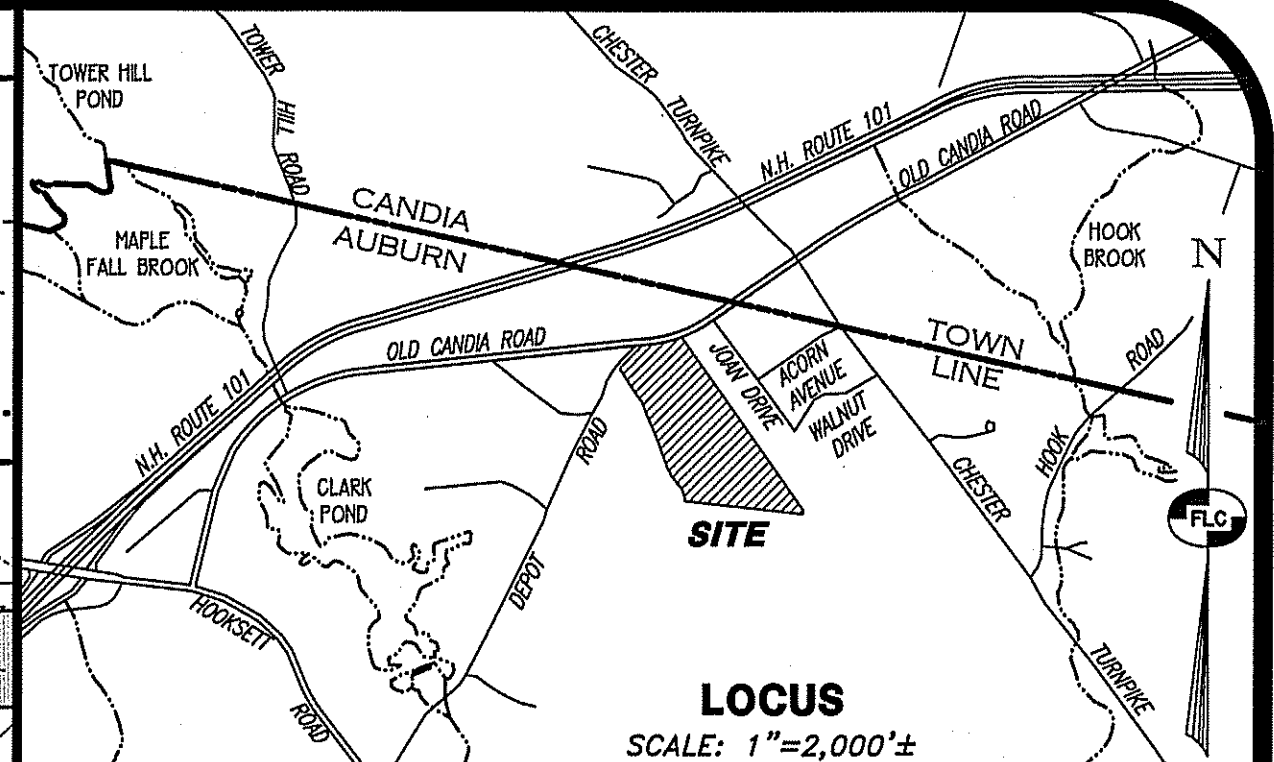 TOWER HILL
POND
TOWER
HILL
ROAD
CHESTER
TURNPIKE
N.H. ROUTE 101
OLD CANDIA ROAD
CANDIA
AUBURN
MAPLE
FALL BROOK
HOOK
BROOK
N
OLD CANDIA ROAD
JOAN DRIVE
ACORN
AVENUE
WALNUT
DRIVE
TOWN
LINE
ROAD
HOOK
N.H. ROUTE 101
CLARK
POND
ROAD
DEPOT
SITE
CHESTER
FLC
HOOKSETT
ROAD
TURNPIKE
LOCUS
SCALE: 1"=2,000'±